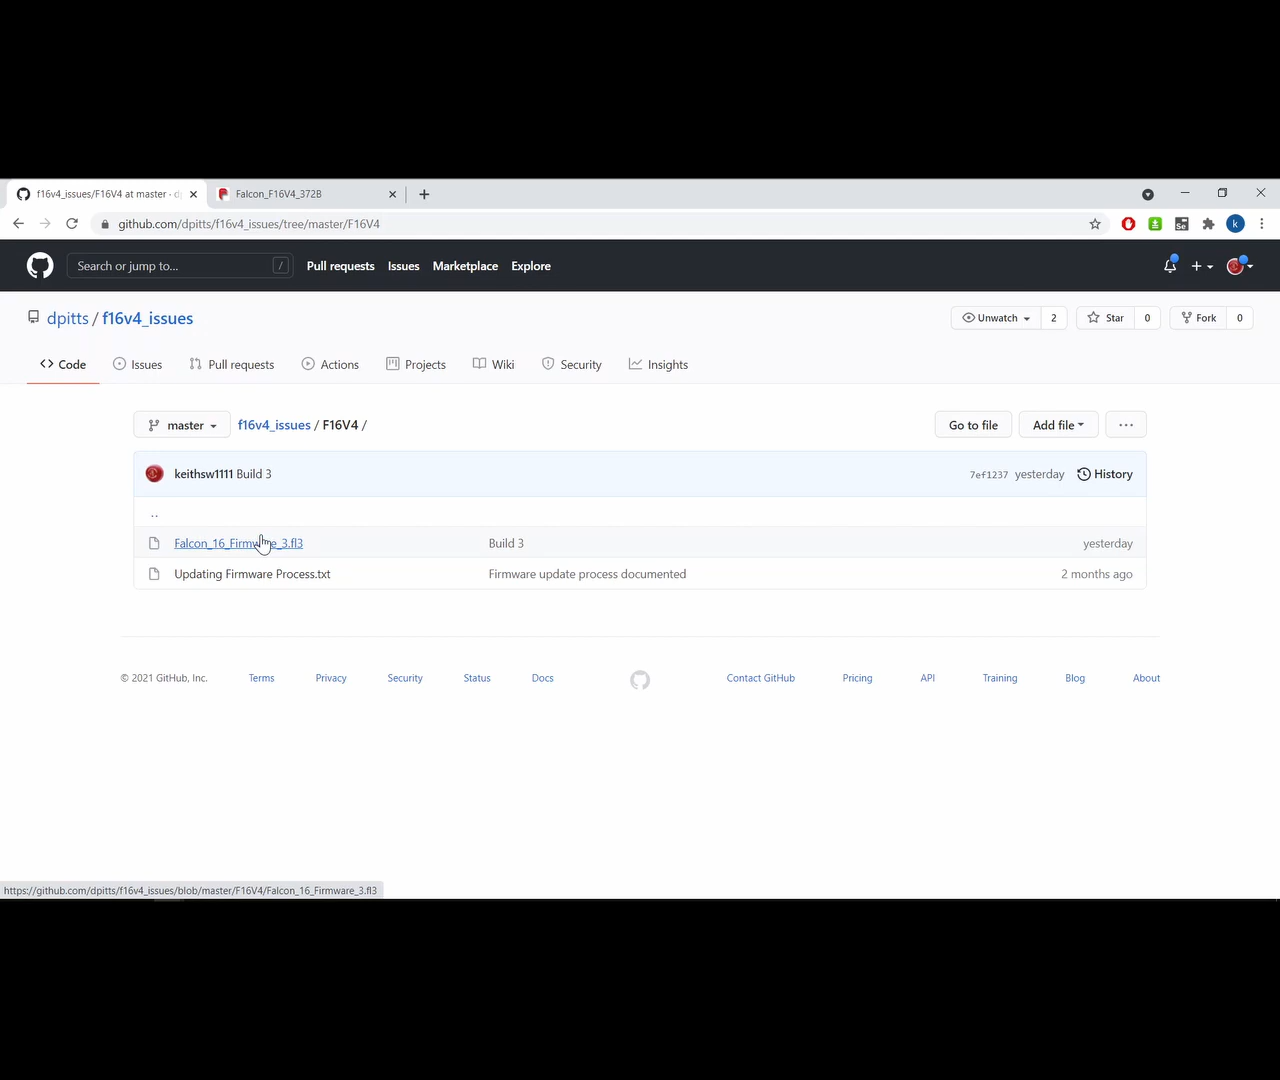 f16v4_issues/F16V4 at master · d
Falcon_F16V4_372B
github.com/dpitts/f16v4_issues/tree/master/F16V4
Se
k
Search or jump to...
/
Pull requests
Issues
Marketplace
Explore
dpitts / f16v4_issues
Unwatch 2
Star 0
Fork 0
Code
Issues
Pull requests
Actions
Projects
Wiki
Security
Insights
master
f16v4_issues / F16V4 /
Go to file
Add file
...
keithsw1111 Build 3
7ef1237 yesterday
History
..
Falcon_16_Firmware_3.fl3 Build 3 yesterday
Updating Firmware Process.txt Firmware update process documented 2 months ago
© 2021 GitHub, Inc.
Terms
Privacy
Security
Status
Docs
Contact GitHub
Pricing
API
Training
Blog
About
https://github.com/dpitts/f16v4_issues/blob/master/F16V4/Falcon_16_Firmware_3.fl3